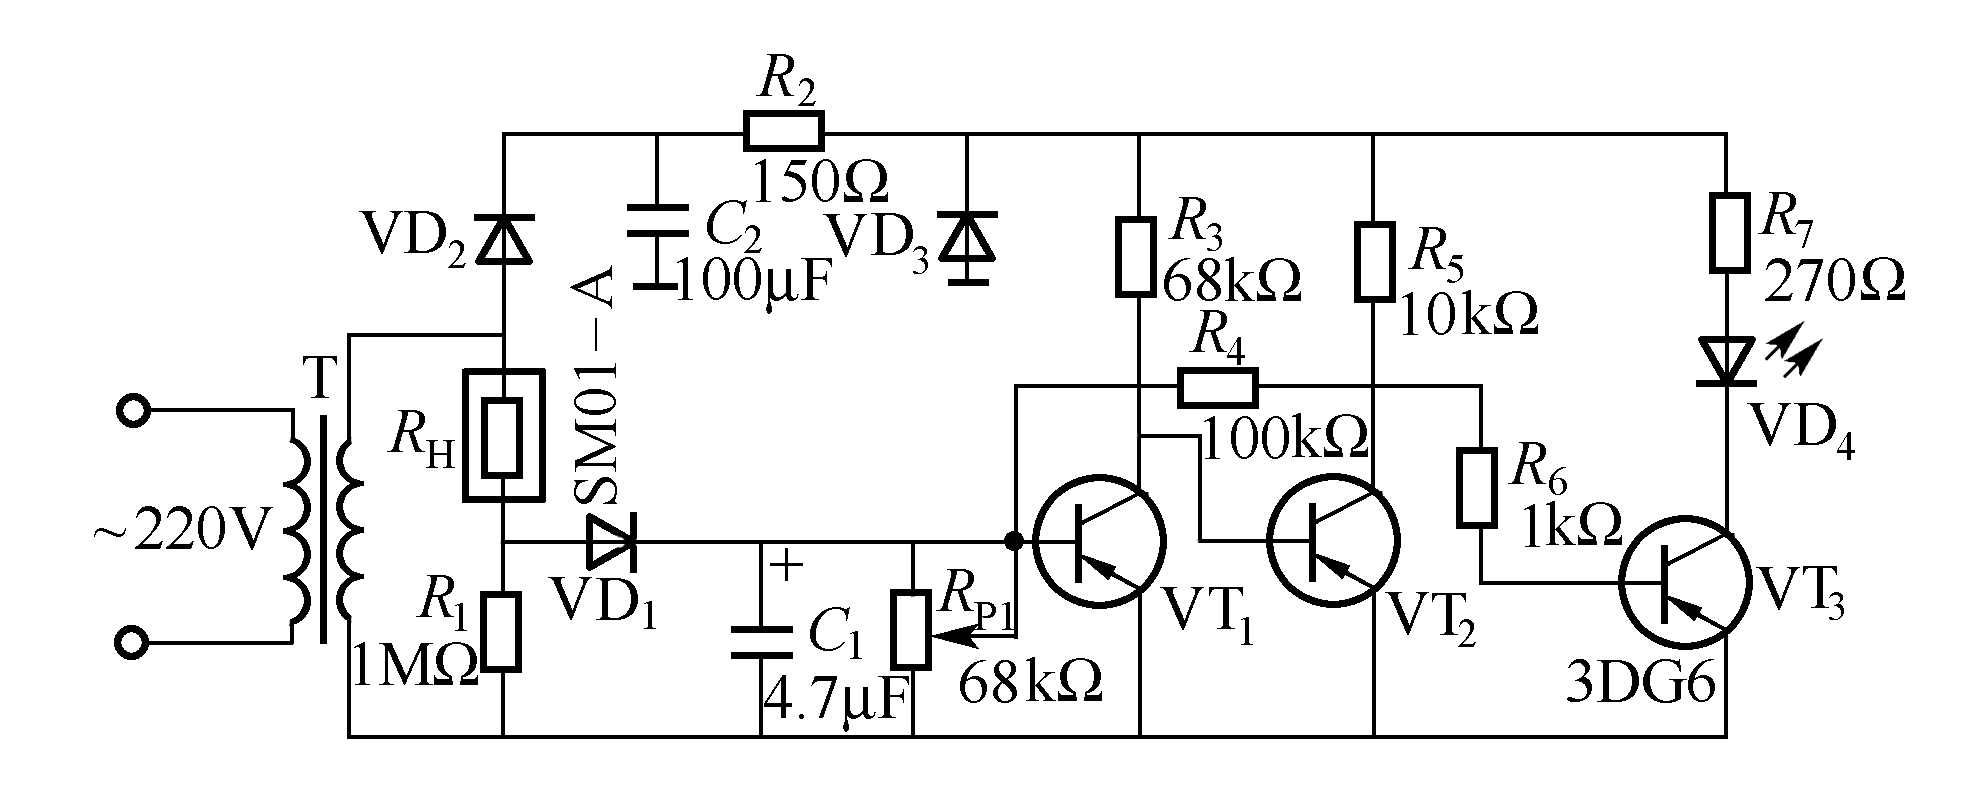 R2
150Ω
VD2
C2
100μF
VD3
R3
68kΩ
R5
10kΩ
R7
270Ω
SM01-A
R4
100kΩ
T
RH
VD4
~220V
R6
1kΩ
R1
1MΩ
VD1
+
C1
4.7μF
RP1
68kΩ
VT1
VT2
VT3
3DG6